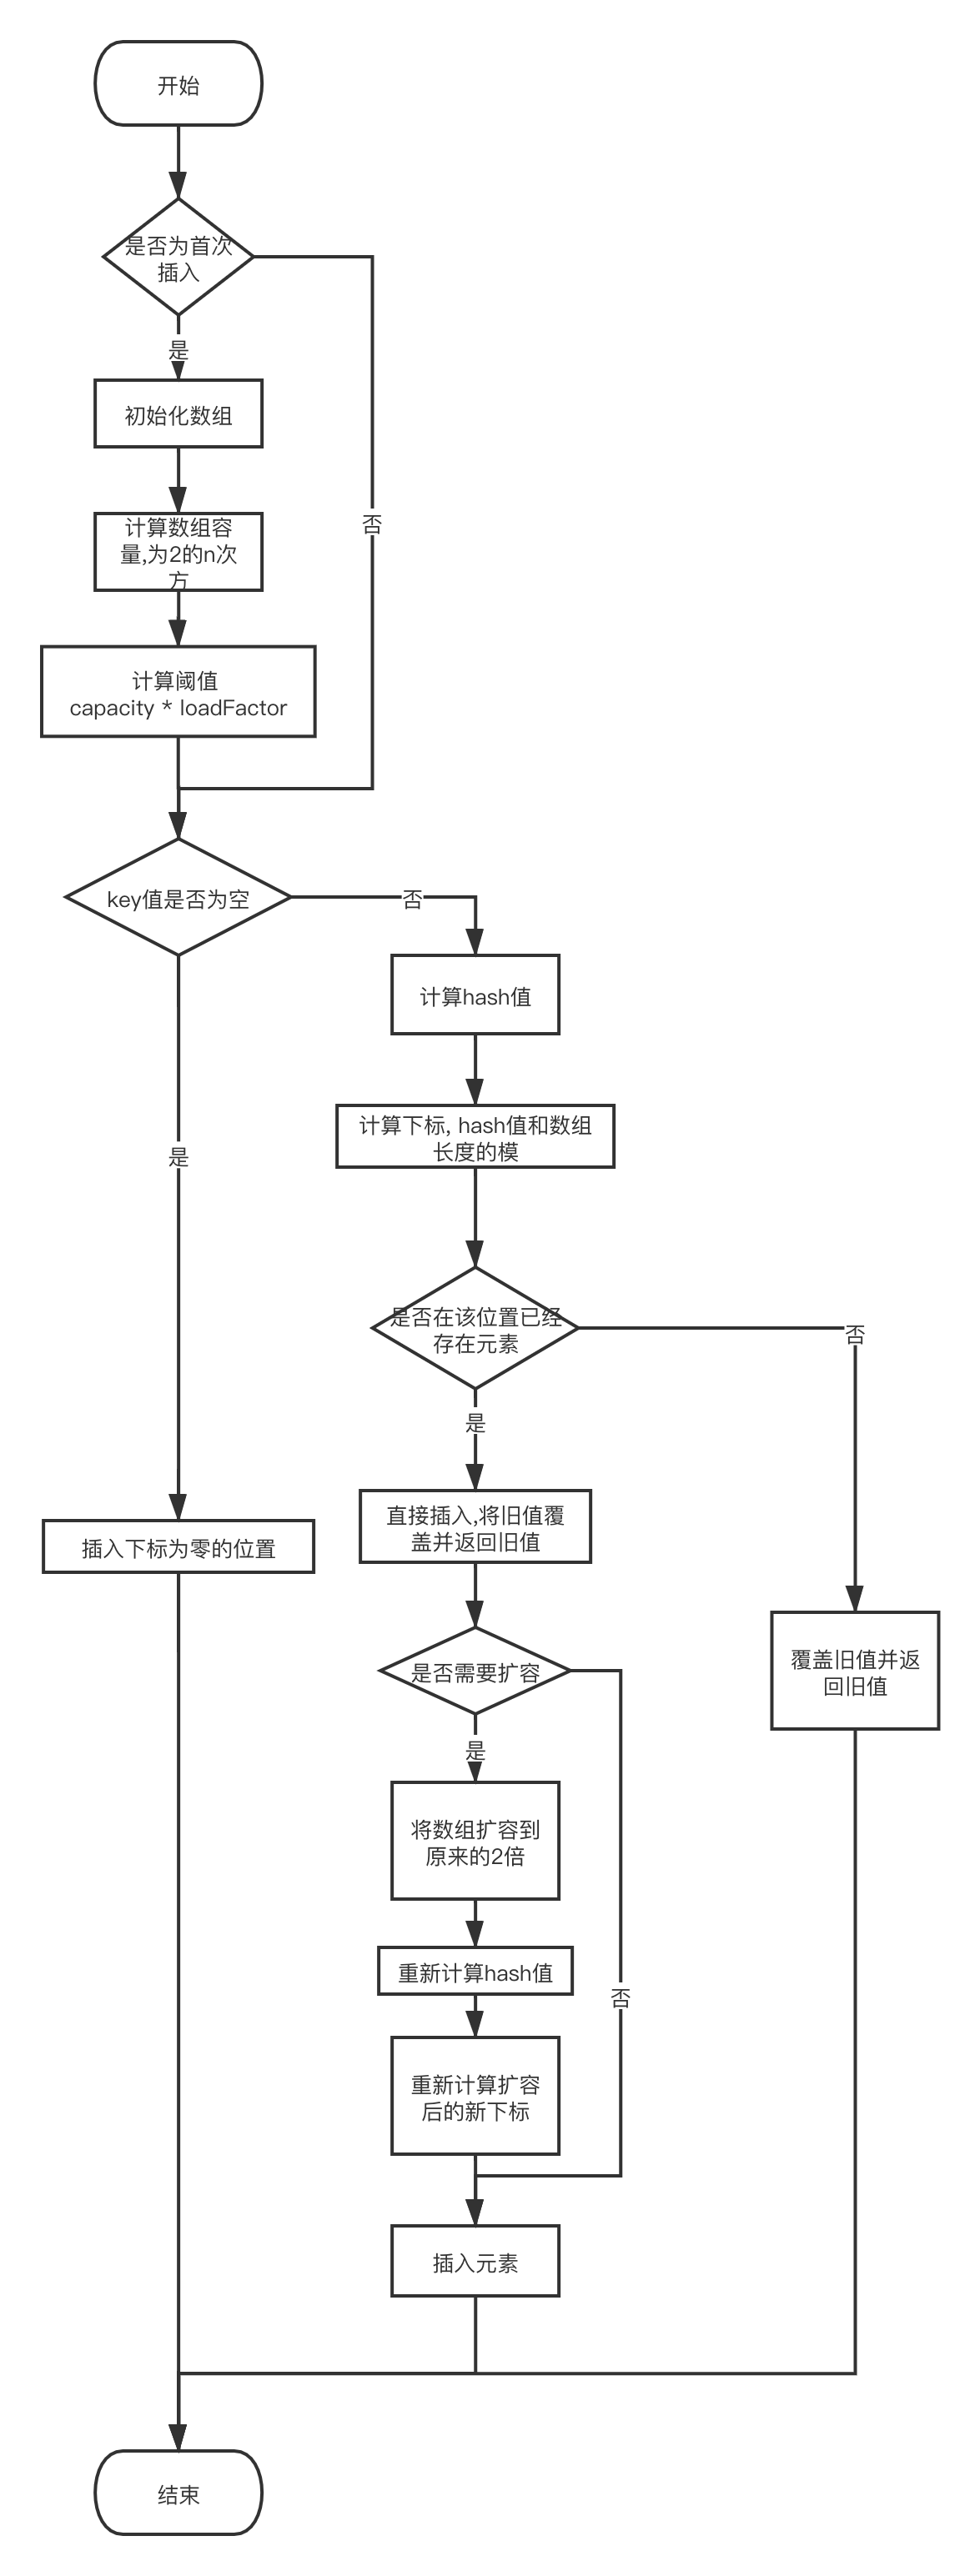 开始
是否为首次
插入
是
初始化数组
否
计算数组容
量,为2的n次
方
计算阈值
capacity * loadFactor
key值是否为空
否
计算hash值
计算下标, hash值和数组
长度的模
是
是否在该位置已经
存在元素
否
是
直接插入,将旧值覆
盖并返回旧值
插入下标为零的位置
覆盖旧值并返
回旧值
是否需要扩容
是
将数组扩容到
原来的2倍
重新计算hash值
否
重新计算扩容
后的新下标
插入元素
结束